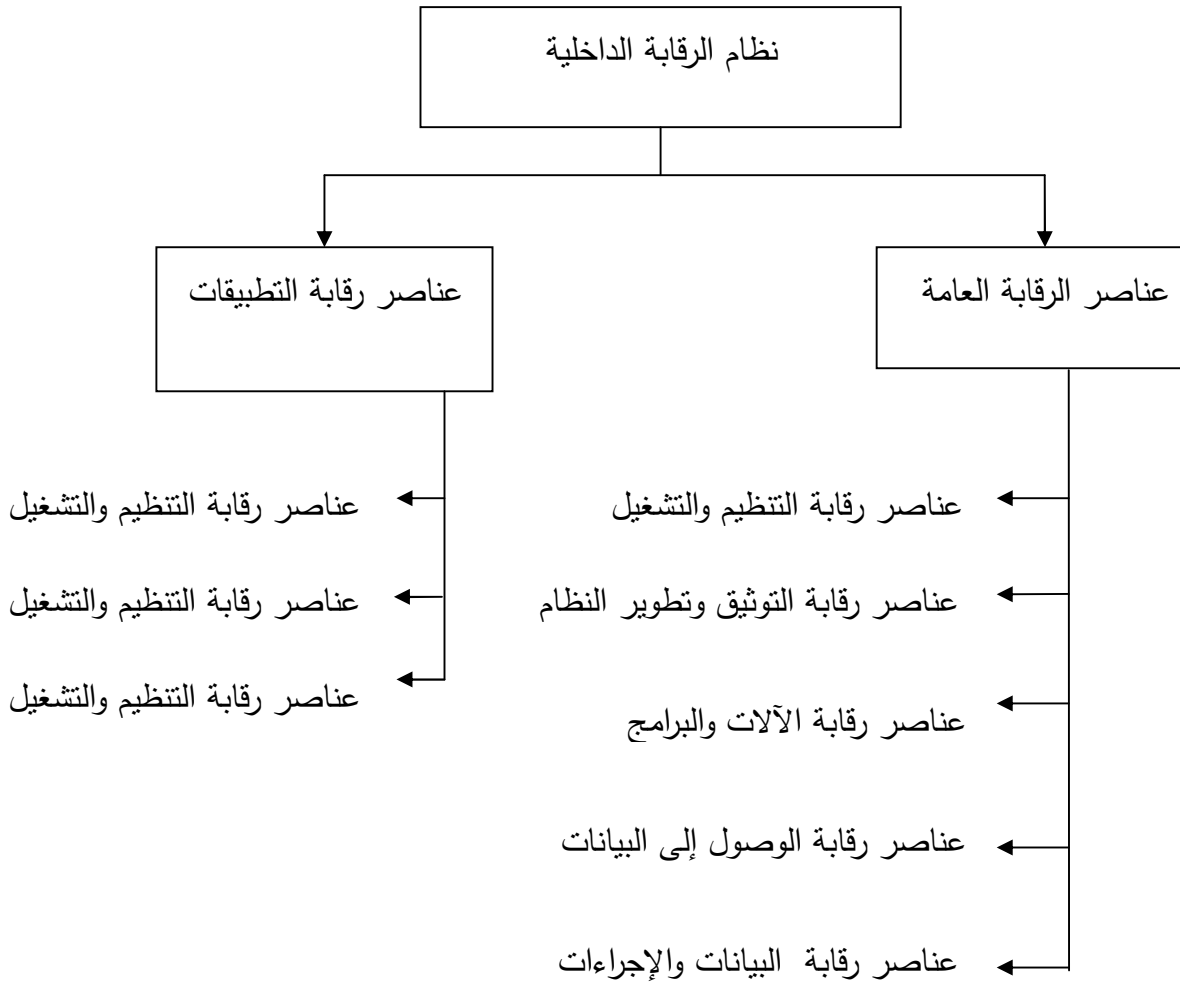 نظام الرقابة الداخلية
عناصر الرقابة العامة
عناصر رقابة التطبيقات
عناصر رقابة التنظيم والتشغيل
عناصر رقابة التوثيق وتطوير النظام
عناصر رقابة الآلات والبرامج
عناصر رقابة الوصول إلى البيانات
عناصر رقابة البيانات والإجراءات
عناصر رقابة التنظيم والتشغيل
عناصر رقابة التنظيم والتشغيل
عناصر رقابة التنظيم والتشغيل